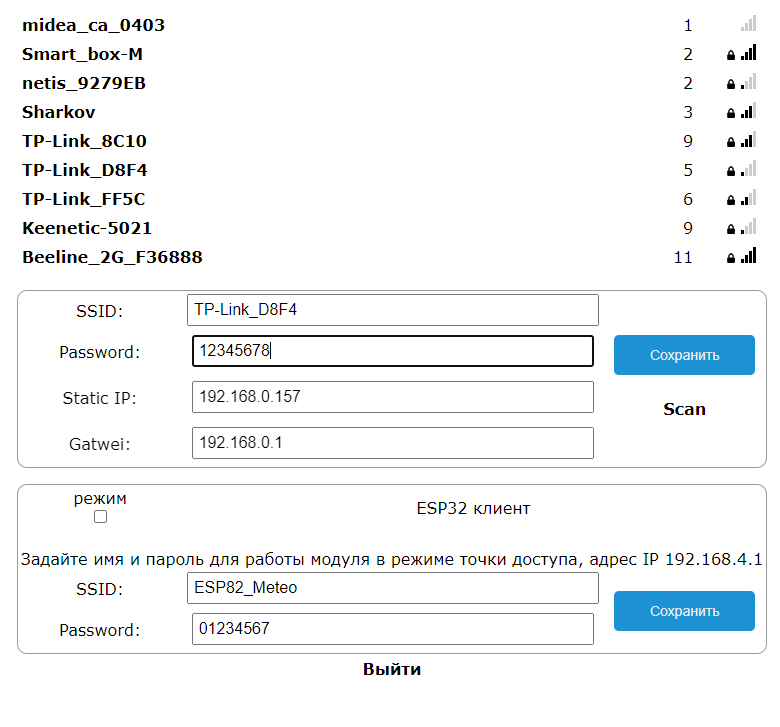 midea_ca_0403 1
Smart_box-M 2
netis_9279EB 2
Sharkov 3
TP-Link_8C10 9
TP-Link_D8F4 5
TP-Link_FF5C 6
Keenetic-5021 9
Beeline_2G_F36888 11
SSID: TP-Link_D8F4
Password: 12345678 Сохранить
Static IP: 192.168.0.157 Scan
Gatwei: 192.168.0.1
режим ESP32 клиент
Задайте имя и пароль для работы модуля в режиме точки доступа, адрес IP 192.168.4.1
SSID: ESP82_Meteo
Password: 01234567 Сохранить
Выйти